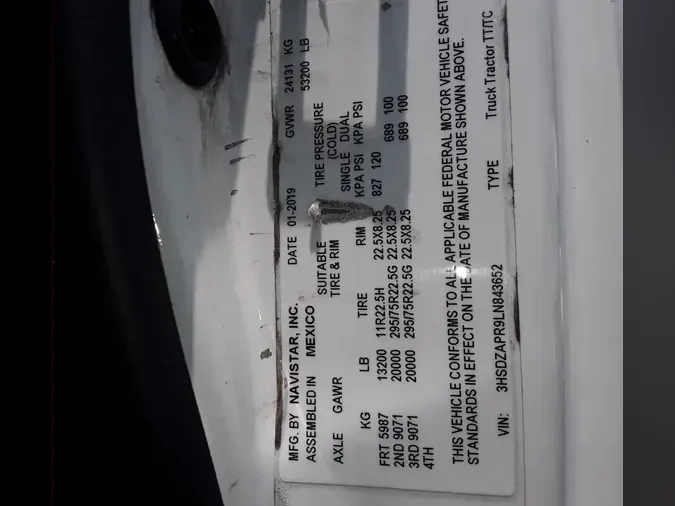 MFG. BY NAVISTAR, INC. DATE 01-2019 GVWR 24131 KG
ASSEMBLED IN MEXICO 53200 LB
SUITABLE TIRE PRESSURE
TIRE & RIM (COLD)
AXLE GAWR SINGLE DUAL
KG LB TIRE RIM KPA PSI KPA PSI
FRT 5987 13200 11R22.5H 22.5X8.25 827 120
2ND 9071 20000 295/75R22.5G 22.5X8.25 689 100
3RD 9071 20000 295/75R22.5G 22.5X8.25 689 100
4TH
THIS VEHICLE CONFORMS TO ALL APPLICABLE FEDERAL MOTOR VEHICLE SAFET
STANDARDS IN EFFECT ON THE DATE OF MANUFACTURE SHOWN ABOVE.
VIN: 3HSDZAPR9LN843652 TYPE Truck Tractor TT/TC